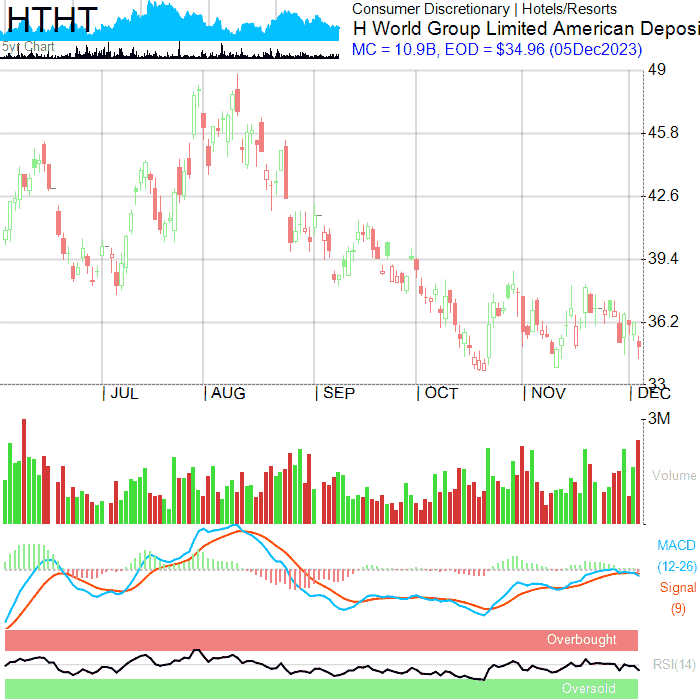 HTHT
5yr Chart
Consumer Discretionary | Hotels/Resorts
H World Group Limited American Deposi
MC = 10.9B, EOD = $34.96 (05Dec2023)
49
45.8
42.6
39.4
36.2
33
JUL
AUG
SEP
OCT
NOV
DEC
3M
Volume
MACD
(12-26)
Signal
(9)
Overbought
RSI(14)
Oversold